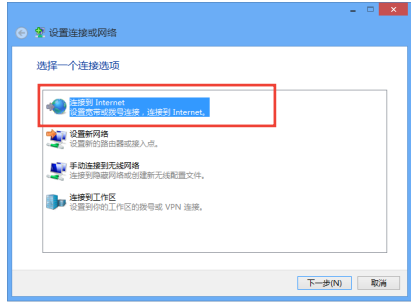 设置连接或网络
选择一个连接选项
连接到 Internet
设置宽带或拨号连接，连接到 Internet。
设置新网络
设置新的路由器或接入点。
手动连接到无线网络
连接到隐藏网络或创建新无线配置文件。
连接到工作区
设置到你的工作区的拨号或 VPN 连接。
下一步(N)
取消